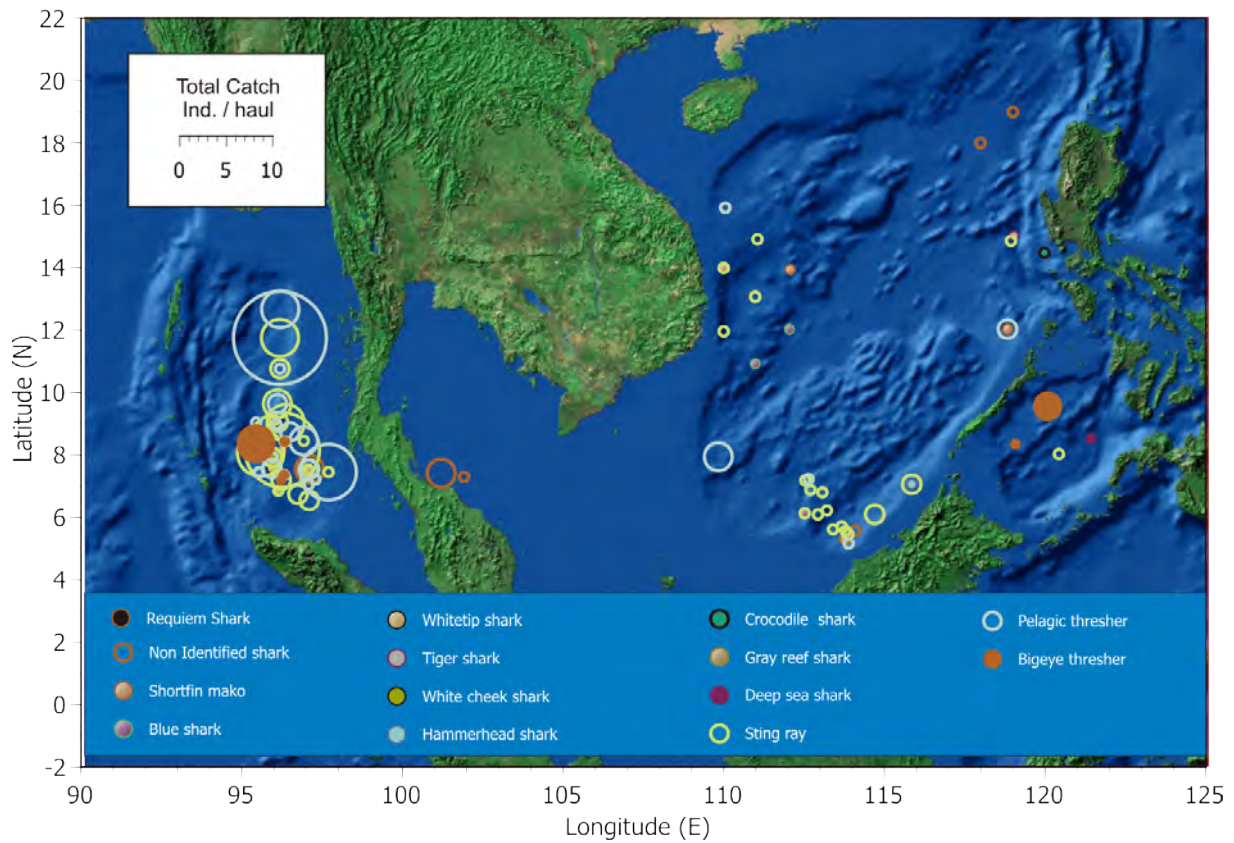 22
20
18
16
14
12
10
8
6
4
2
0
-2
Latitude (N)
Total Catch
Ind. / haul
0 5 10
Requiem Shark
Non Identified shark
Shortfin mako
Blue shark
Whitetip shark
Tiger shark
White cheek shark
Hammerhead shark
Crocodile shark
Gray reef shark
Deep sea shark
Sting ray
Pelagic thresher
Bigeye thresher
90 95 100 105 110 115 120 125
Longitude (E)